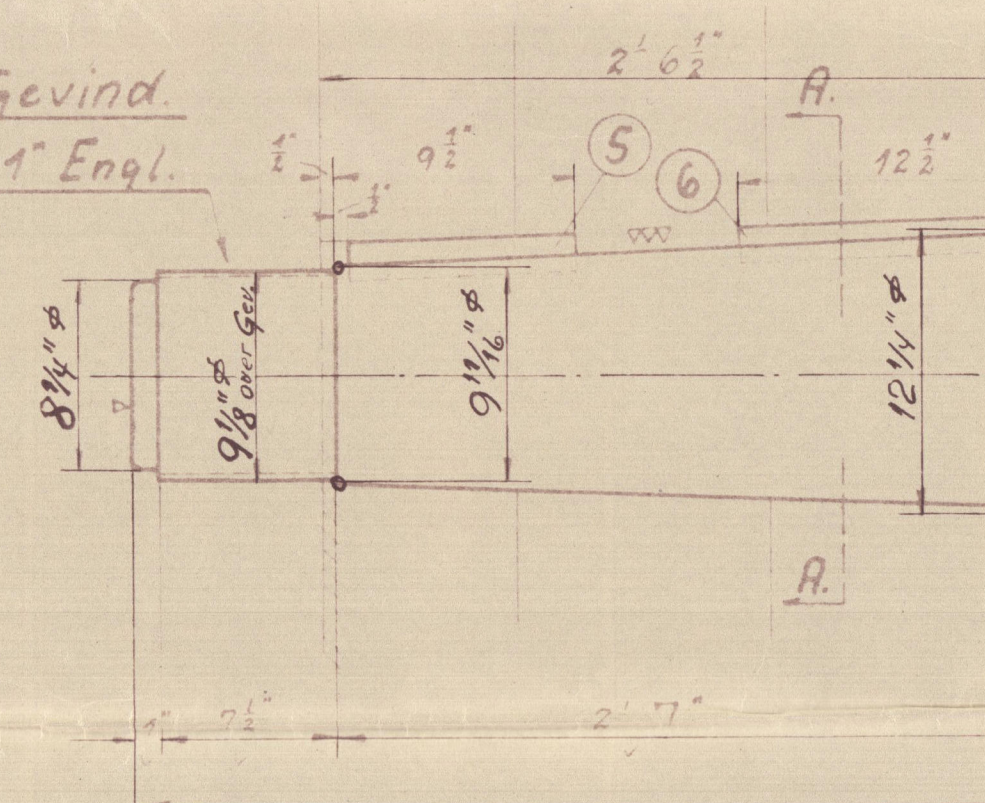 2' 6 1/2"
Gevind.
A.
1" Engl.
1/2"
9 1/2"
5
6
12 1/2"
1/2"
8 1/4" ø
9 1/8" ø over Gev.
9 11/16" ø
12 1/4" ø
A.
1"
7 1/2"
2' 7"